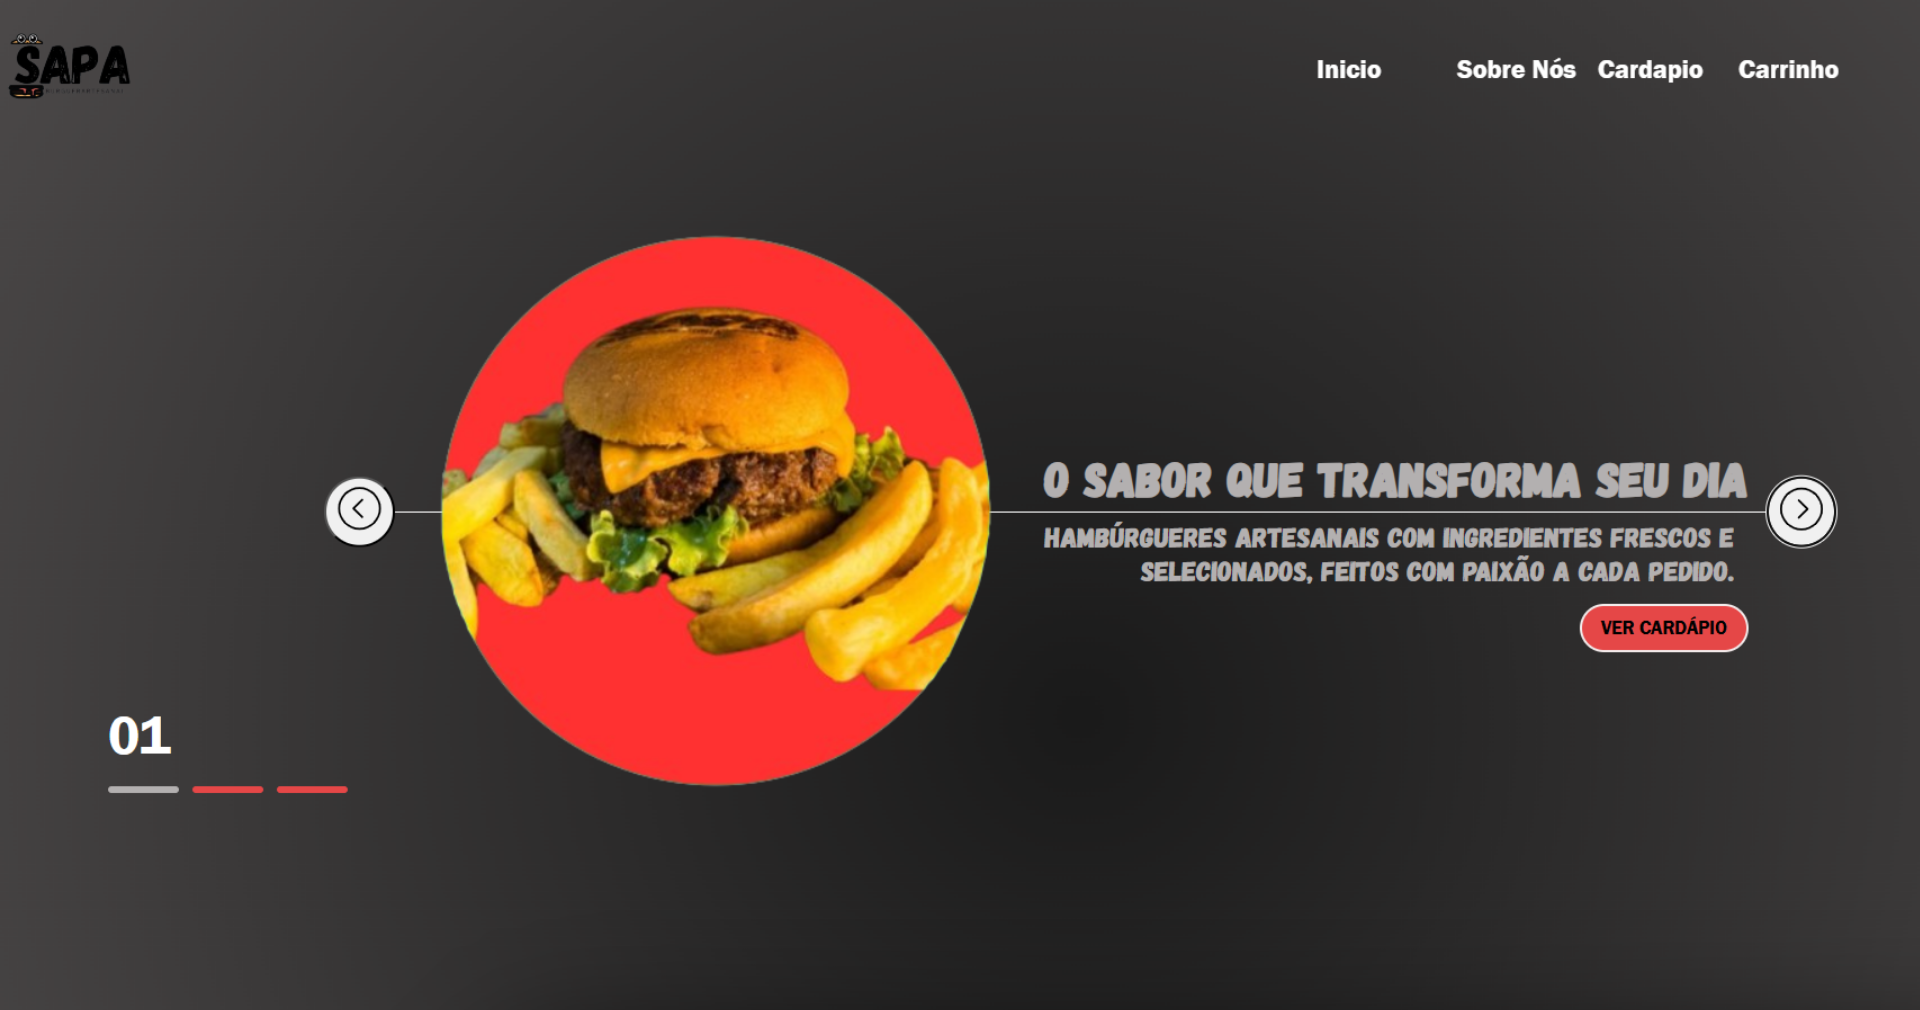 SAPA
Inicio Sobre Nós Cardapio Carrinho
O SABOR QUE TRANSFORMA SEU DIA
HAMBÚRGUERES ARTESANAIS COM INGREDIENTES FRESCOS E
SELECIONADOS, FEITOS COM PAIXÃO A CADA PEDIDO.
VER CARDÁPIO
01